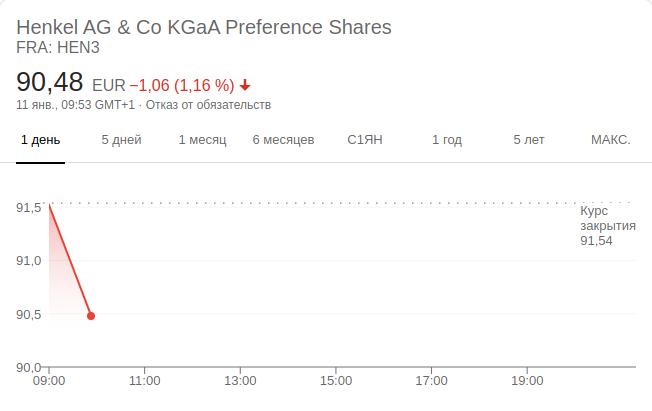 Henkel AG & Co KGaA Preference Shares
FRA: HEN3
90,48 EUR −1,06 (1,16 %)
11 янв., 09:53 GMT+1 · Отказ от обязательств
1 день 5 дней 1 месяц 6 месяцев С1ЯН 1 год 5 лет МАКС.
91,5
Курс
закрытия
91,54
91,0
90,5
90,0
09:00 11:00 13:00 15:00 17:00 19:00